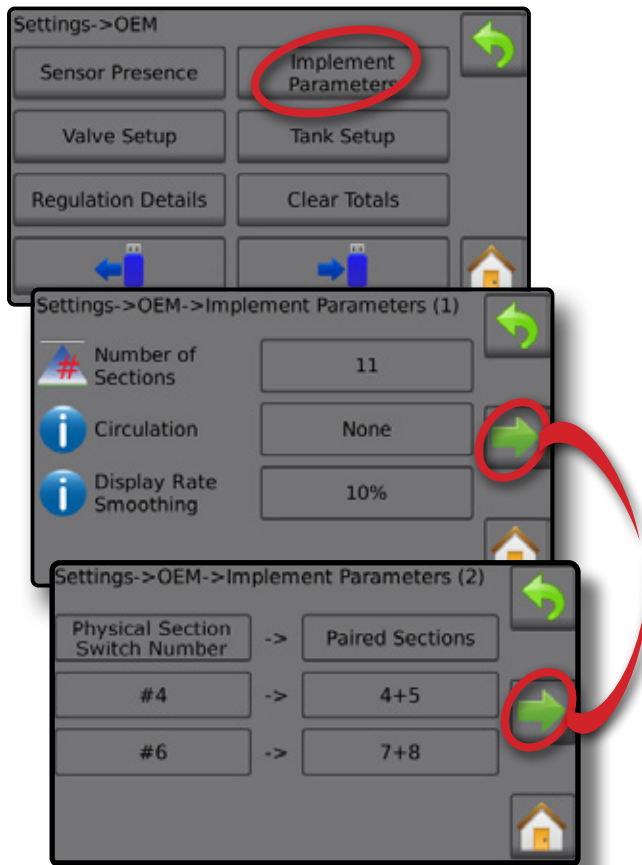 Settings->OEM
Sensor Presence
Implement
Parameters
Valve Setup
Tank Setup
Regulation Details
Clear Totals
Settings->OEM->Implement Parameters (1)
#
Number of
Sections
11
i
Circulation
None
i
Display Rate
Smoothing
10%
Settings->OEM->Implement Parameters (2)
Physical Section
Switch Number
->
Paired Sections
#4
->
4+5
#6
->
7+8